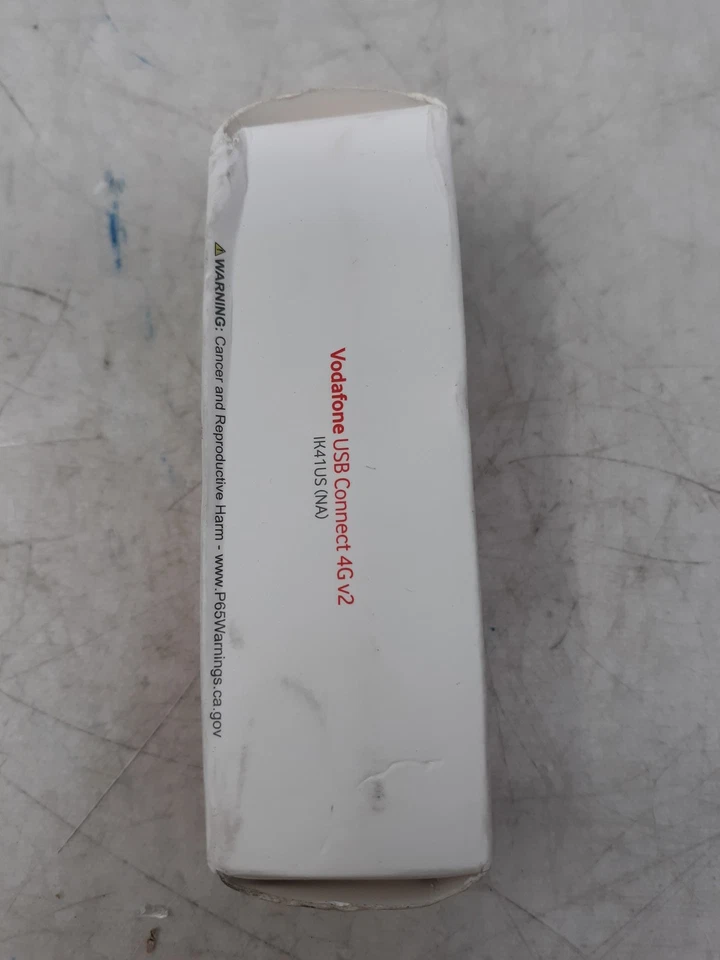 Vodafone USB Connect 4G v2
IK41US (NA)
WARNING: Cancer and Reproductive Harm - www.P65Warnings.ca.gov